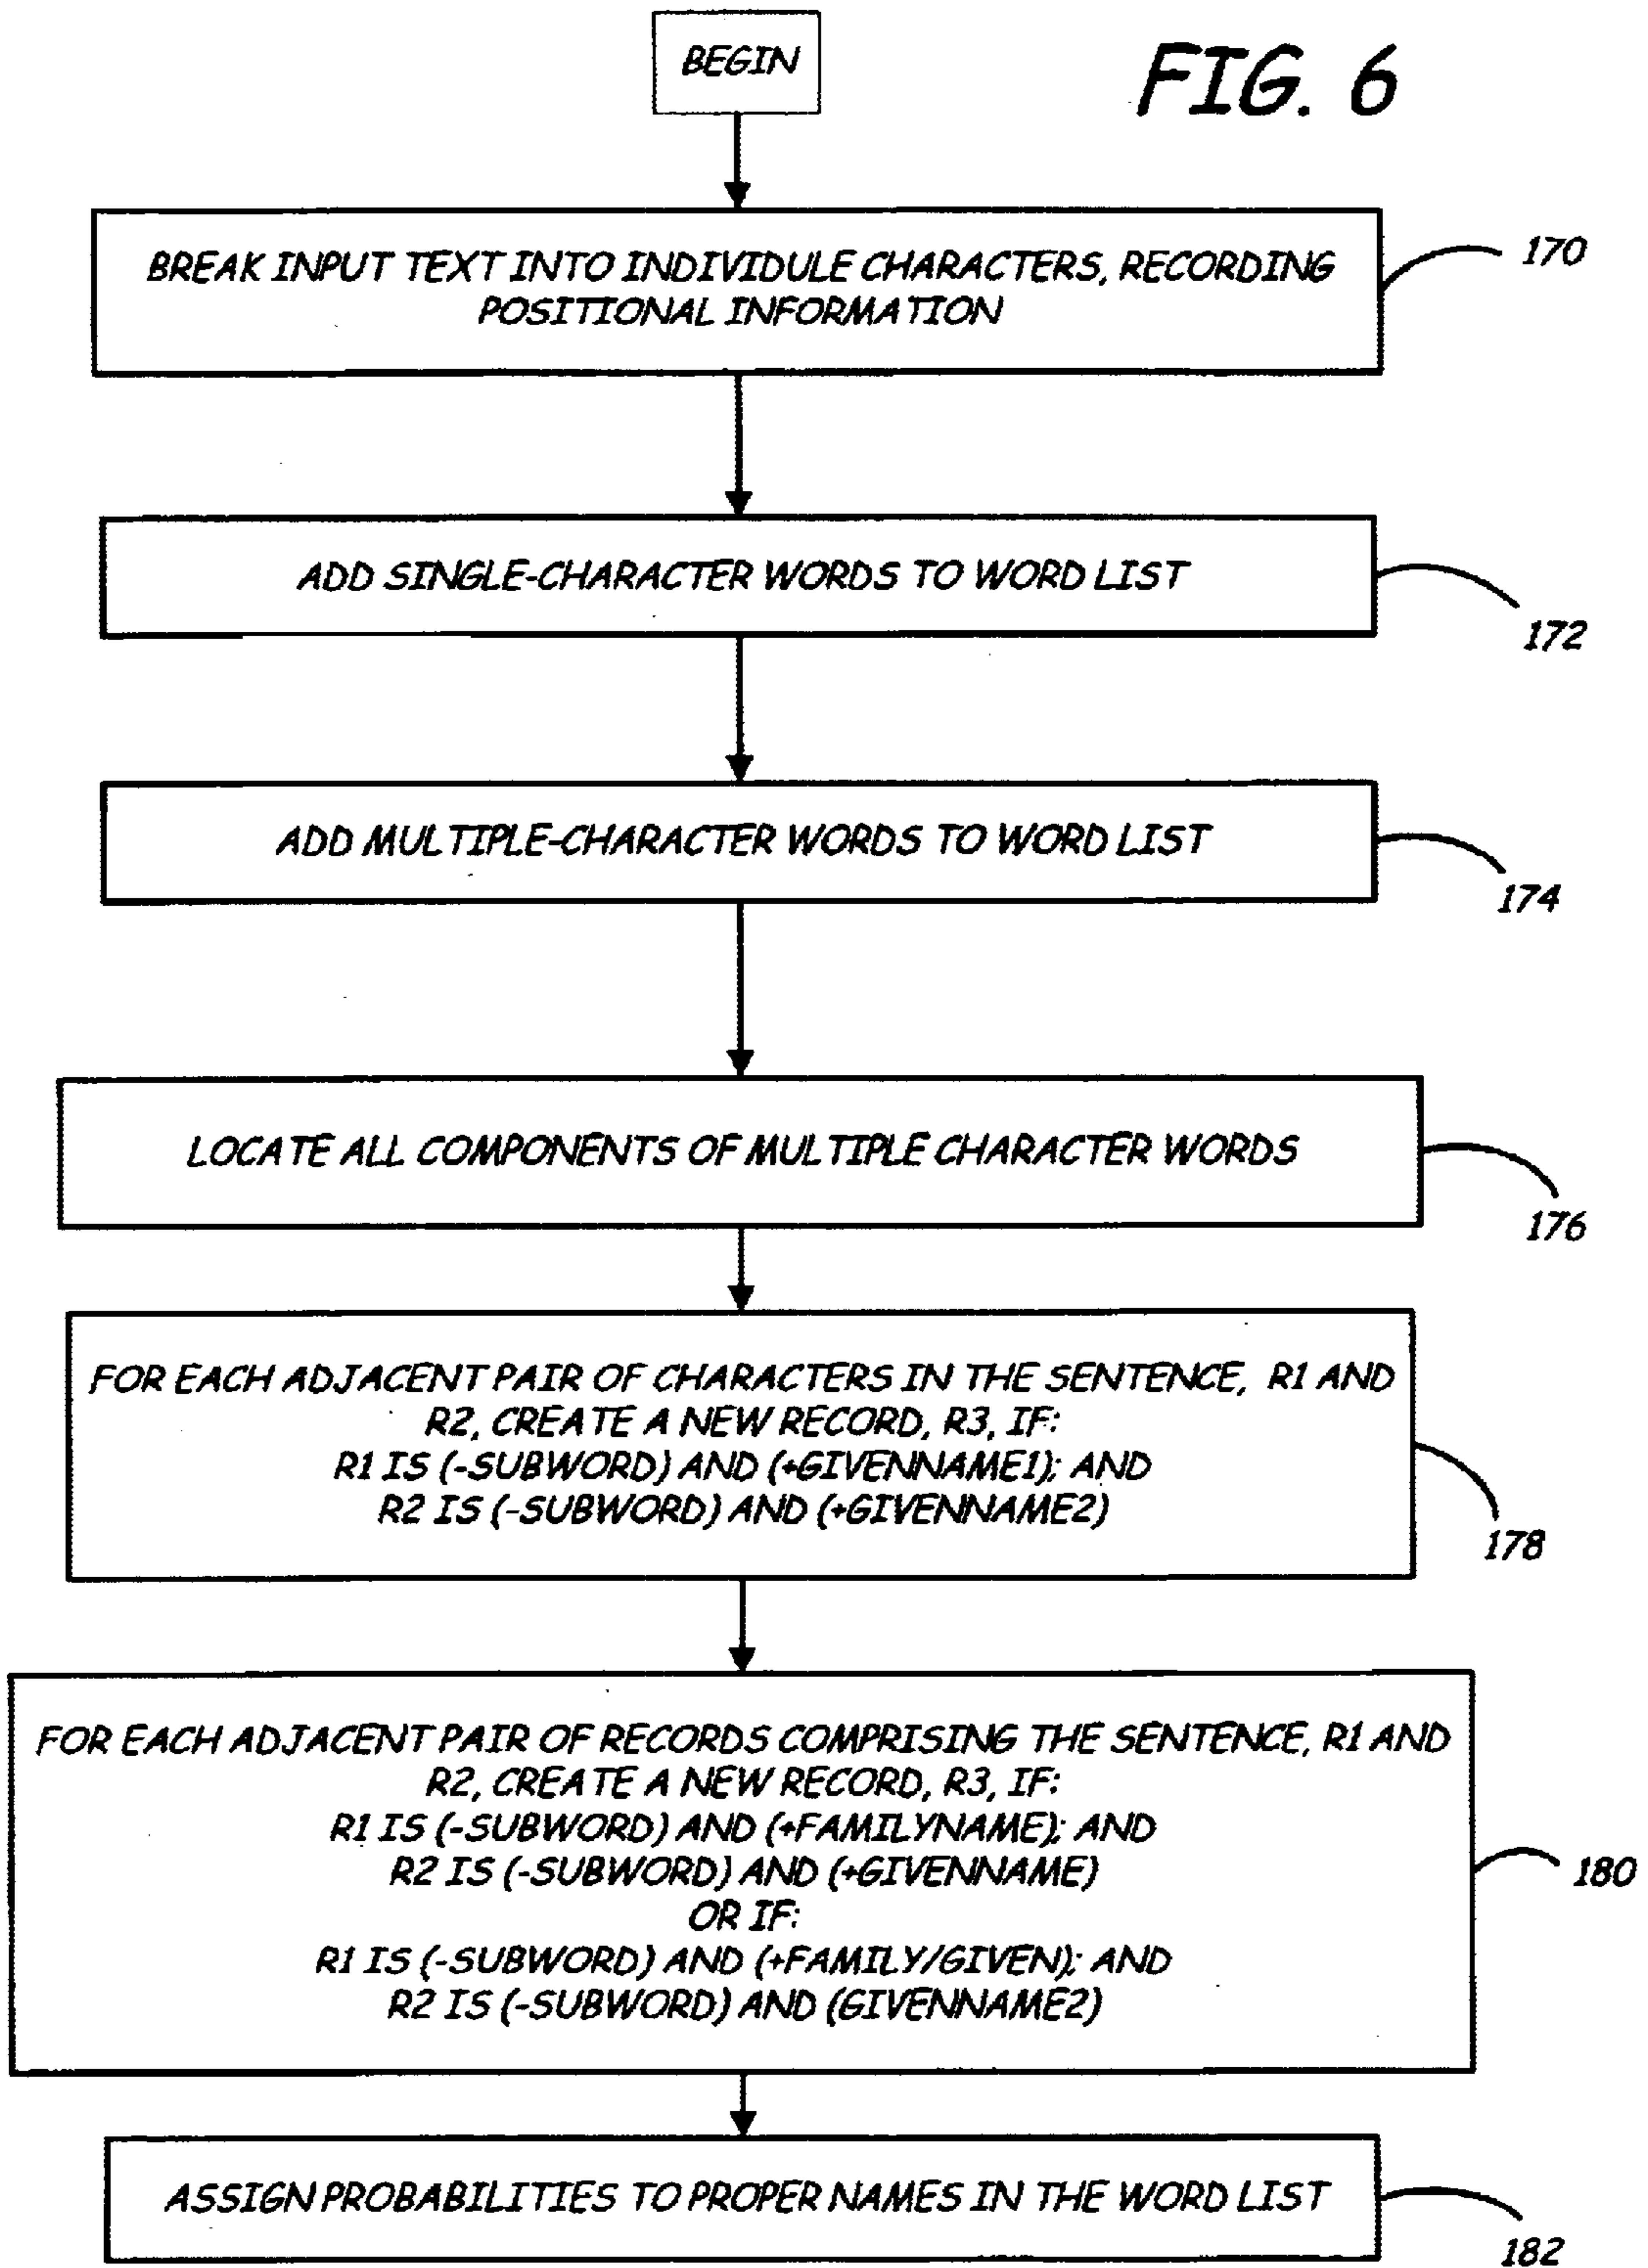 BEGIN
FIG. 6
BREAK INPUT TEXT INTO INDIVIDULE CHARACTERS, RECORDING
POSITIONAL INFORMATION
170
ADD SINGLE-CHARACTER WORDS TO WORD LIST
172
ADD MULTIPLE-CHARACTER WORDS TO WORD LIST
174
LOCATE ALL COMPONENTS OF MULTIPLE CHARACTER WORDS
176
FOR EACH ADJACENT PAIR OF CHARACTERS IN THE SENTENCE, R1 AND
R2, CREATE A NEW RECORD, R3, IF:
R1 IS (-SUBWORD) AND (+GIVENNAME1); AND
R2 IS (-SUBWORD) AND (+GIVENNAME2)
178
FOR EACH ADJACENT PAIR OF RECORDS COMPRISING THE SENTENCE, R1 AND
R2, CREATE A NEW RECORD, R3, IF:
R1 IS (-SUBWORD) AND (+FAMILYNAME); AND
R2 IS (-SUBWORD) AND (+GIVENNAME)
OR IF:
R1 IS (-SUBWORD) AND (+FAMILY/GIVEN); AND
R2 IS (-SUBWORD) AND (GIVENNAME2)
180
ASSIGN PROBABILITIES TO PROPER NAMES IN THE WORD LIST
182